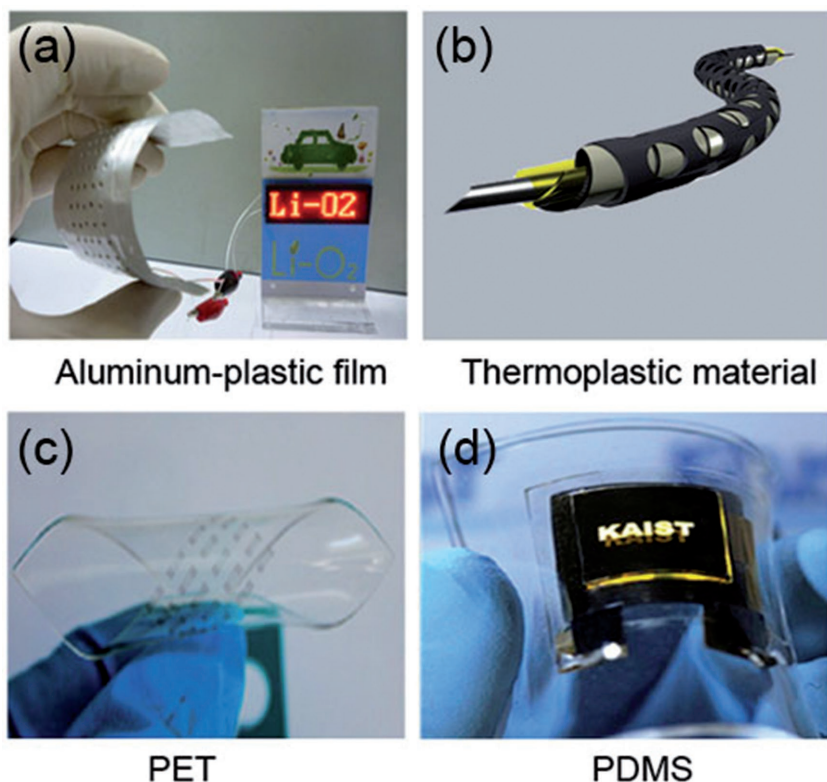 (a)
(b)
Li-O2
Li-O₂
Aluminum-plastic film
Thermoplastic material
(c)
(d)
KAIST
PET
PDMS